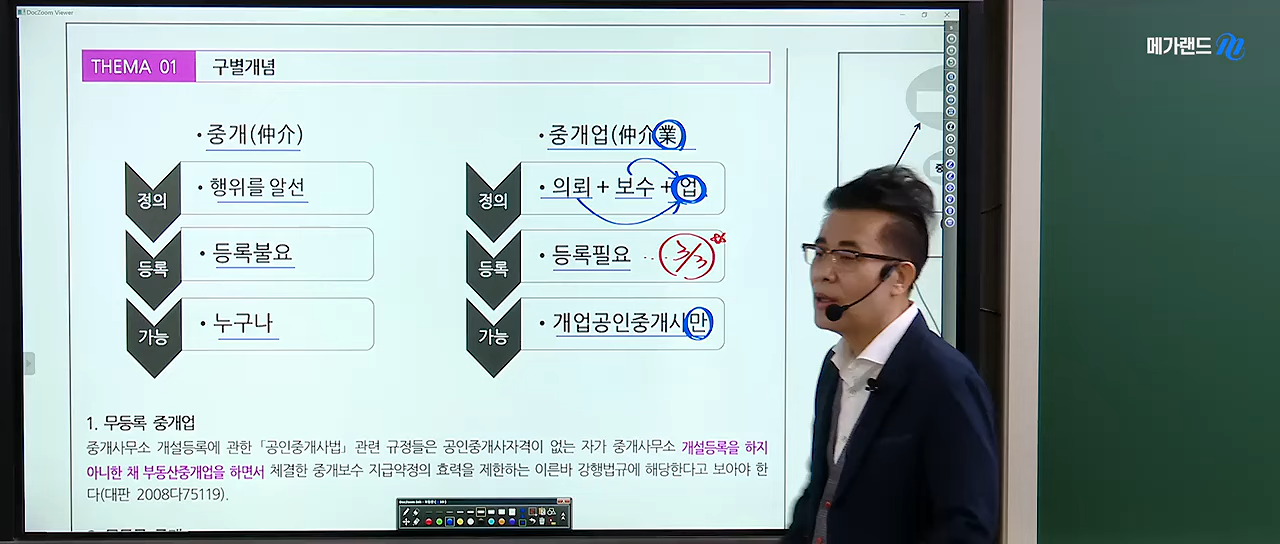 DocZoom Viewer
메가랜드
THEMA 01 구별개념
• 중개(仲介)
• 중개업(仲介業)
정의
• 행위를 알선
정의
• 의뢰 + 보수 + 업
등록
• 등록불요
등록
• 등록필요
3/3
가능
• 누구나
가능
• 개업공인중개사만
1. 무등록 중개업
중개사무소 개설등록에 관한 「공인중개사법」 관련 규정들은 공인중개사자격이 없는 자가 중개사무소 개설등록을 하지
아니한 채 부동산중개업을 하면서 체결한 중개보수 지급약정의 효력을 제한하는 이른바 강행법규에 해당한다고 보아야 한
다(대판 2008다75119).